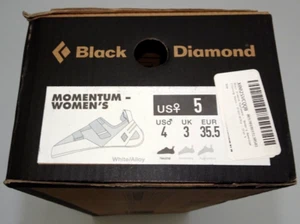 Black Diamond
MOMENTUM –
WOMEN'S
US♀ 5
US♂ UK EUR
4 3 35.5
White/Alloy